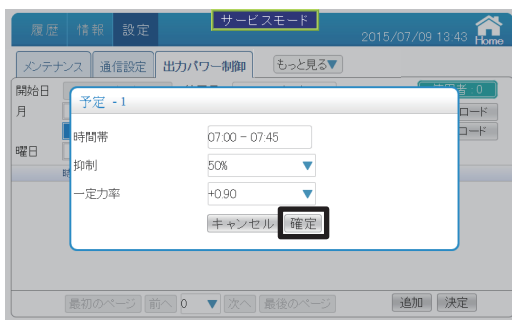 サービスモード
履歴 情報 設定
2015/07/09 13:43 Home
メンテナンス 通信設定 出力パワー制御 もっと見る▼
開始日
者:0
月
コード
コード
曜日
予定 - 1
時間帯 07:00 - 07:45
抑制 50% ▼
一定力率 +0.90 ▼
キャンセル 確定
最初のページ 前へ 0 ▼ 次へ 最後のページ 追加 決定